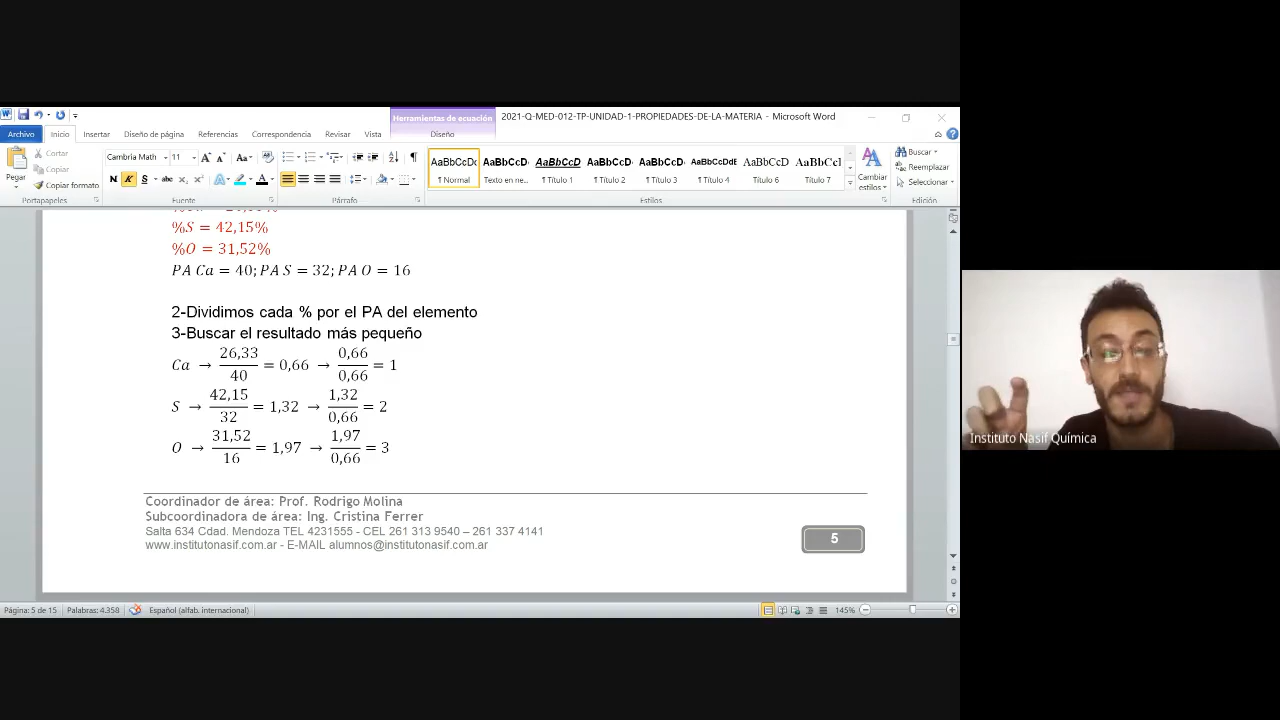 Herramientas de ecuación
2021-Q-MED-012-TP-UNIDAD-1-PROPIEDADES-DE-LA-MATERIA - Microsoft Word
Archivo Inicio Insertar Diseño de página Referencias Correspondencia Revisar Vista Diseño
Pegar
Cortar
Copiar
Copiar formato
Portapapeles
Cambria Math 11
N K S abc
Fuente
Párrafo
AaBbCcDc AaBbCcD AaBbCcD AaBbCcD AaBbCcD AaBbCcDdE AaBbCcD AaBbCcl
¶ Normal Texto en ne... ¶ Título 1 ¶ Título 2 ¶ Título 3 ¶ Título 4 Título 6 Título 7
Estilos
Cambiar estilos
Buscar
Reemplazar
Seleccionar
Edición
%S = 42,15%
%O = 31,52%
PA Ca = 40; PA S = 32; PA O = 16
2-Dividimos cada % por el PA del elemento
3-Buscar el resultado más pequeño
Ca → 26,33/40 = 0,66 → 0,66/0,66 = 1
S → 42,15/32 = 1,32 → 1,32/0,66 = 2
O → 31,52/16 = 1,97 → 1,97/0,66 = 3
Coordinador de área: Prof. Rodrigo Molina
Subcoordinadora de área: Ing. Cristina Ferrer
Salta 634 Cdad. Mendoza TEL 4231555 - CEL 261 313 9540 – 261 337 4141
www.institutonasif.com.ar - E-MAIL alumnos@institutonasif.com.ar
5
Página: 5 de 15 Palabras: 4.358 Español (alfab. internacional) 145%
Instituto Nasif Química